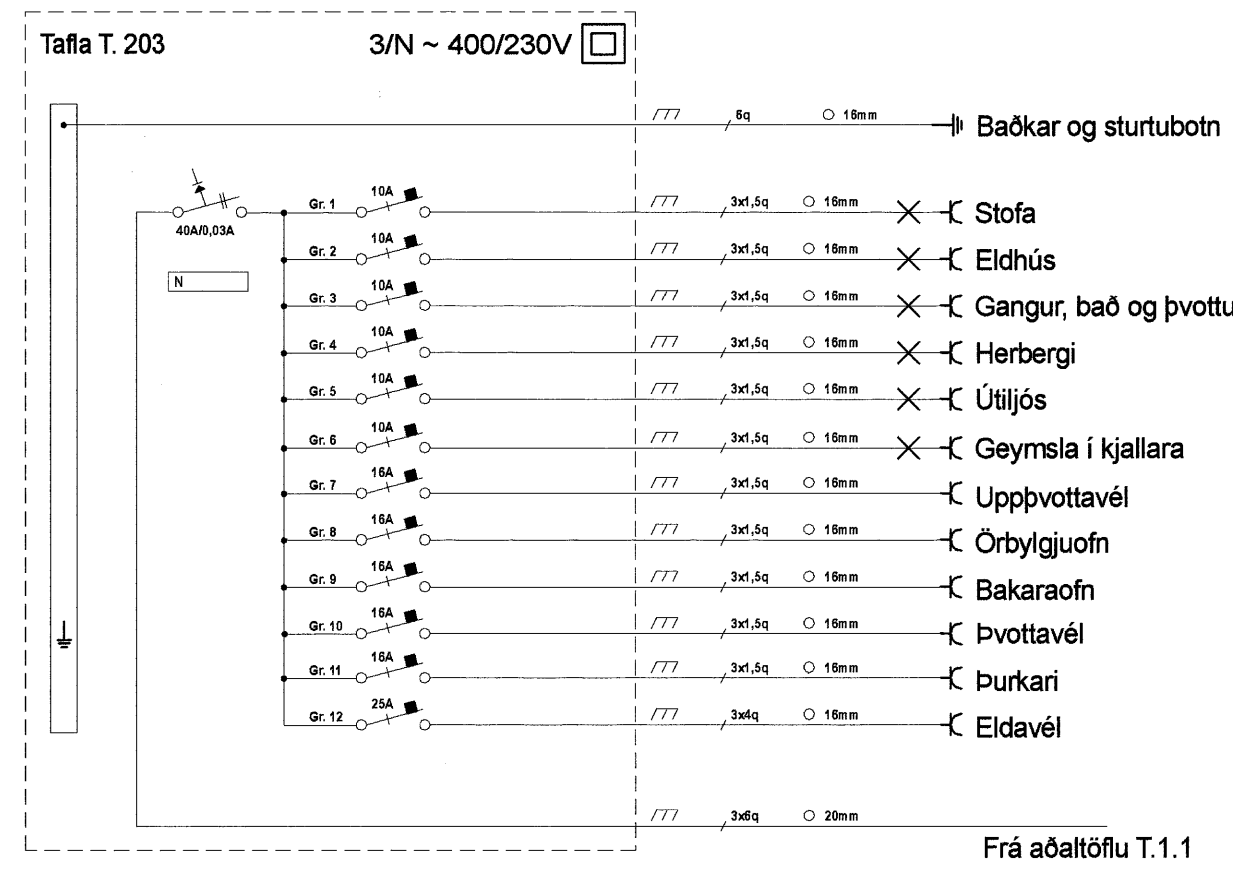 Tafla T. 203 3/N ~ 400/230V
6q 16mm Baðkar og sturtubotn
40A/0,03A
N
Gr. 1 10A 3x1,5q 16mm Stofa
Gr. 2 10A 3x1,5q 16mm Eldhús
Gr. 3 10A 3x1,5q 16mm Gangur, bað og þvottu
Gr. 4 10A 3x1,5q 16mm Herbergi
Gr. 5 10A 3x1,5q 16mm Útiljós
Gr. 6 10A 3x1,5q 16mm Geymsla í kjallara
Gr. 7 16A 3x1,5q 16mm Uppþvottavél
Gr. 8 16A 3x1,5q 16mm Örbylgjuofn
Gr. 9 16A 3x1,5q 16mm Bakaraofn
Gr. 10 16A 3x1,5q 16mm Þvottavél
Gr. 11 16A 3x1,5q 16mm Þurkari
Gr. 12 25A 3x4q 16mm Eldavél
3x6q 20mm
Frá aðaltöflu T.1.1